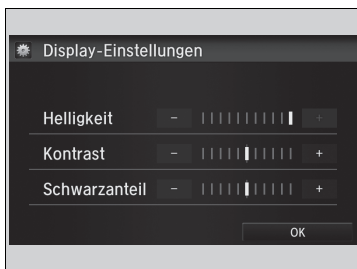 Display-Einstellungen
Helligkeit - +
Kontrast - +
Schwarzanteil - +
OK